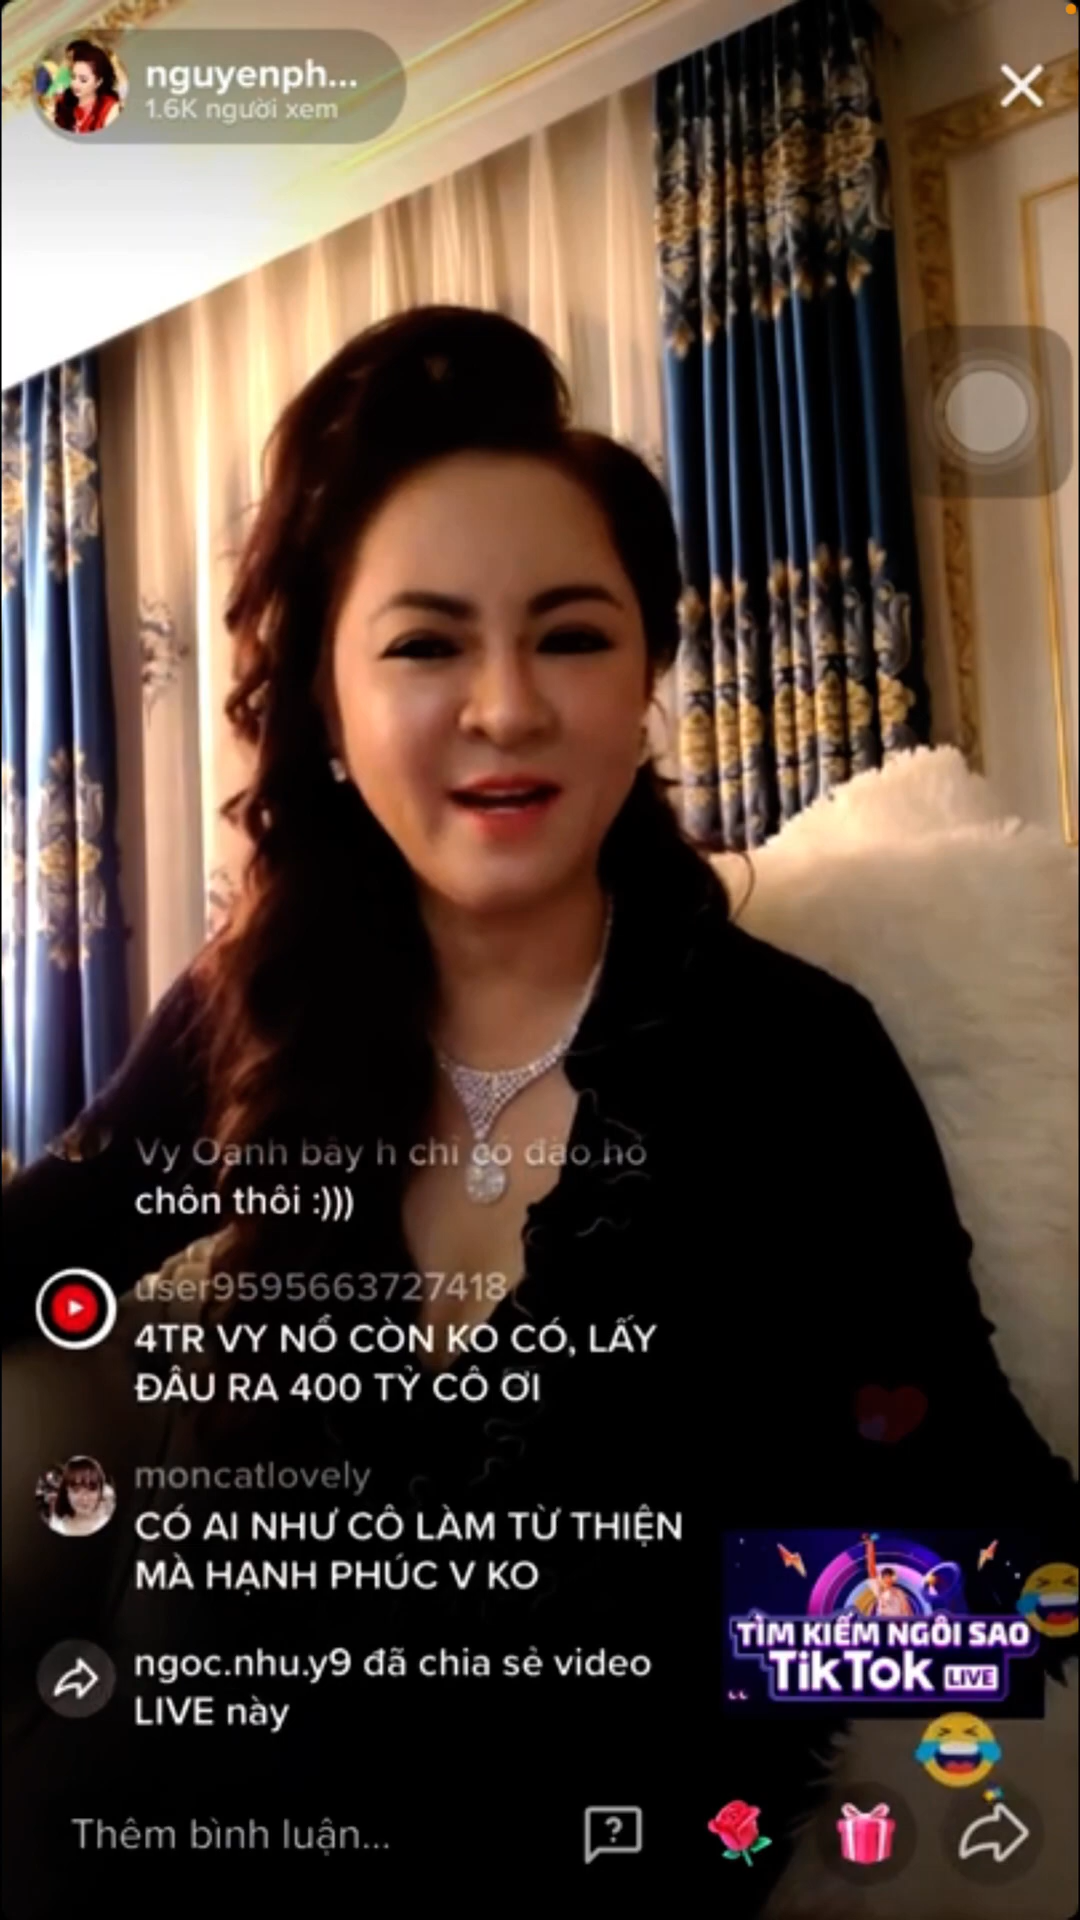 nguyenph...
1.6K người xem
Vy Oanh bây h chỉ có đào hố
chôn thôi :)))
user9595663727418
4TR VY NỔ CÒN KO CÓ, LẤY
ĐÂU RA 400 TỶ CÔ ƠI
moncatlovely
CÓ AI NHƯ CÔ LÀM TỪ THIỆN
MÀ HẠNH PHÚC V KO
ngoc.nhu.y9 đã chia sẻ video
LIVE này
TÌM KIẾM NGÔI SAO
TikTok LIVE
Thêm bình luận...
?